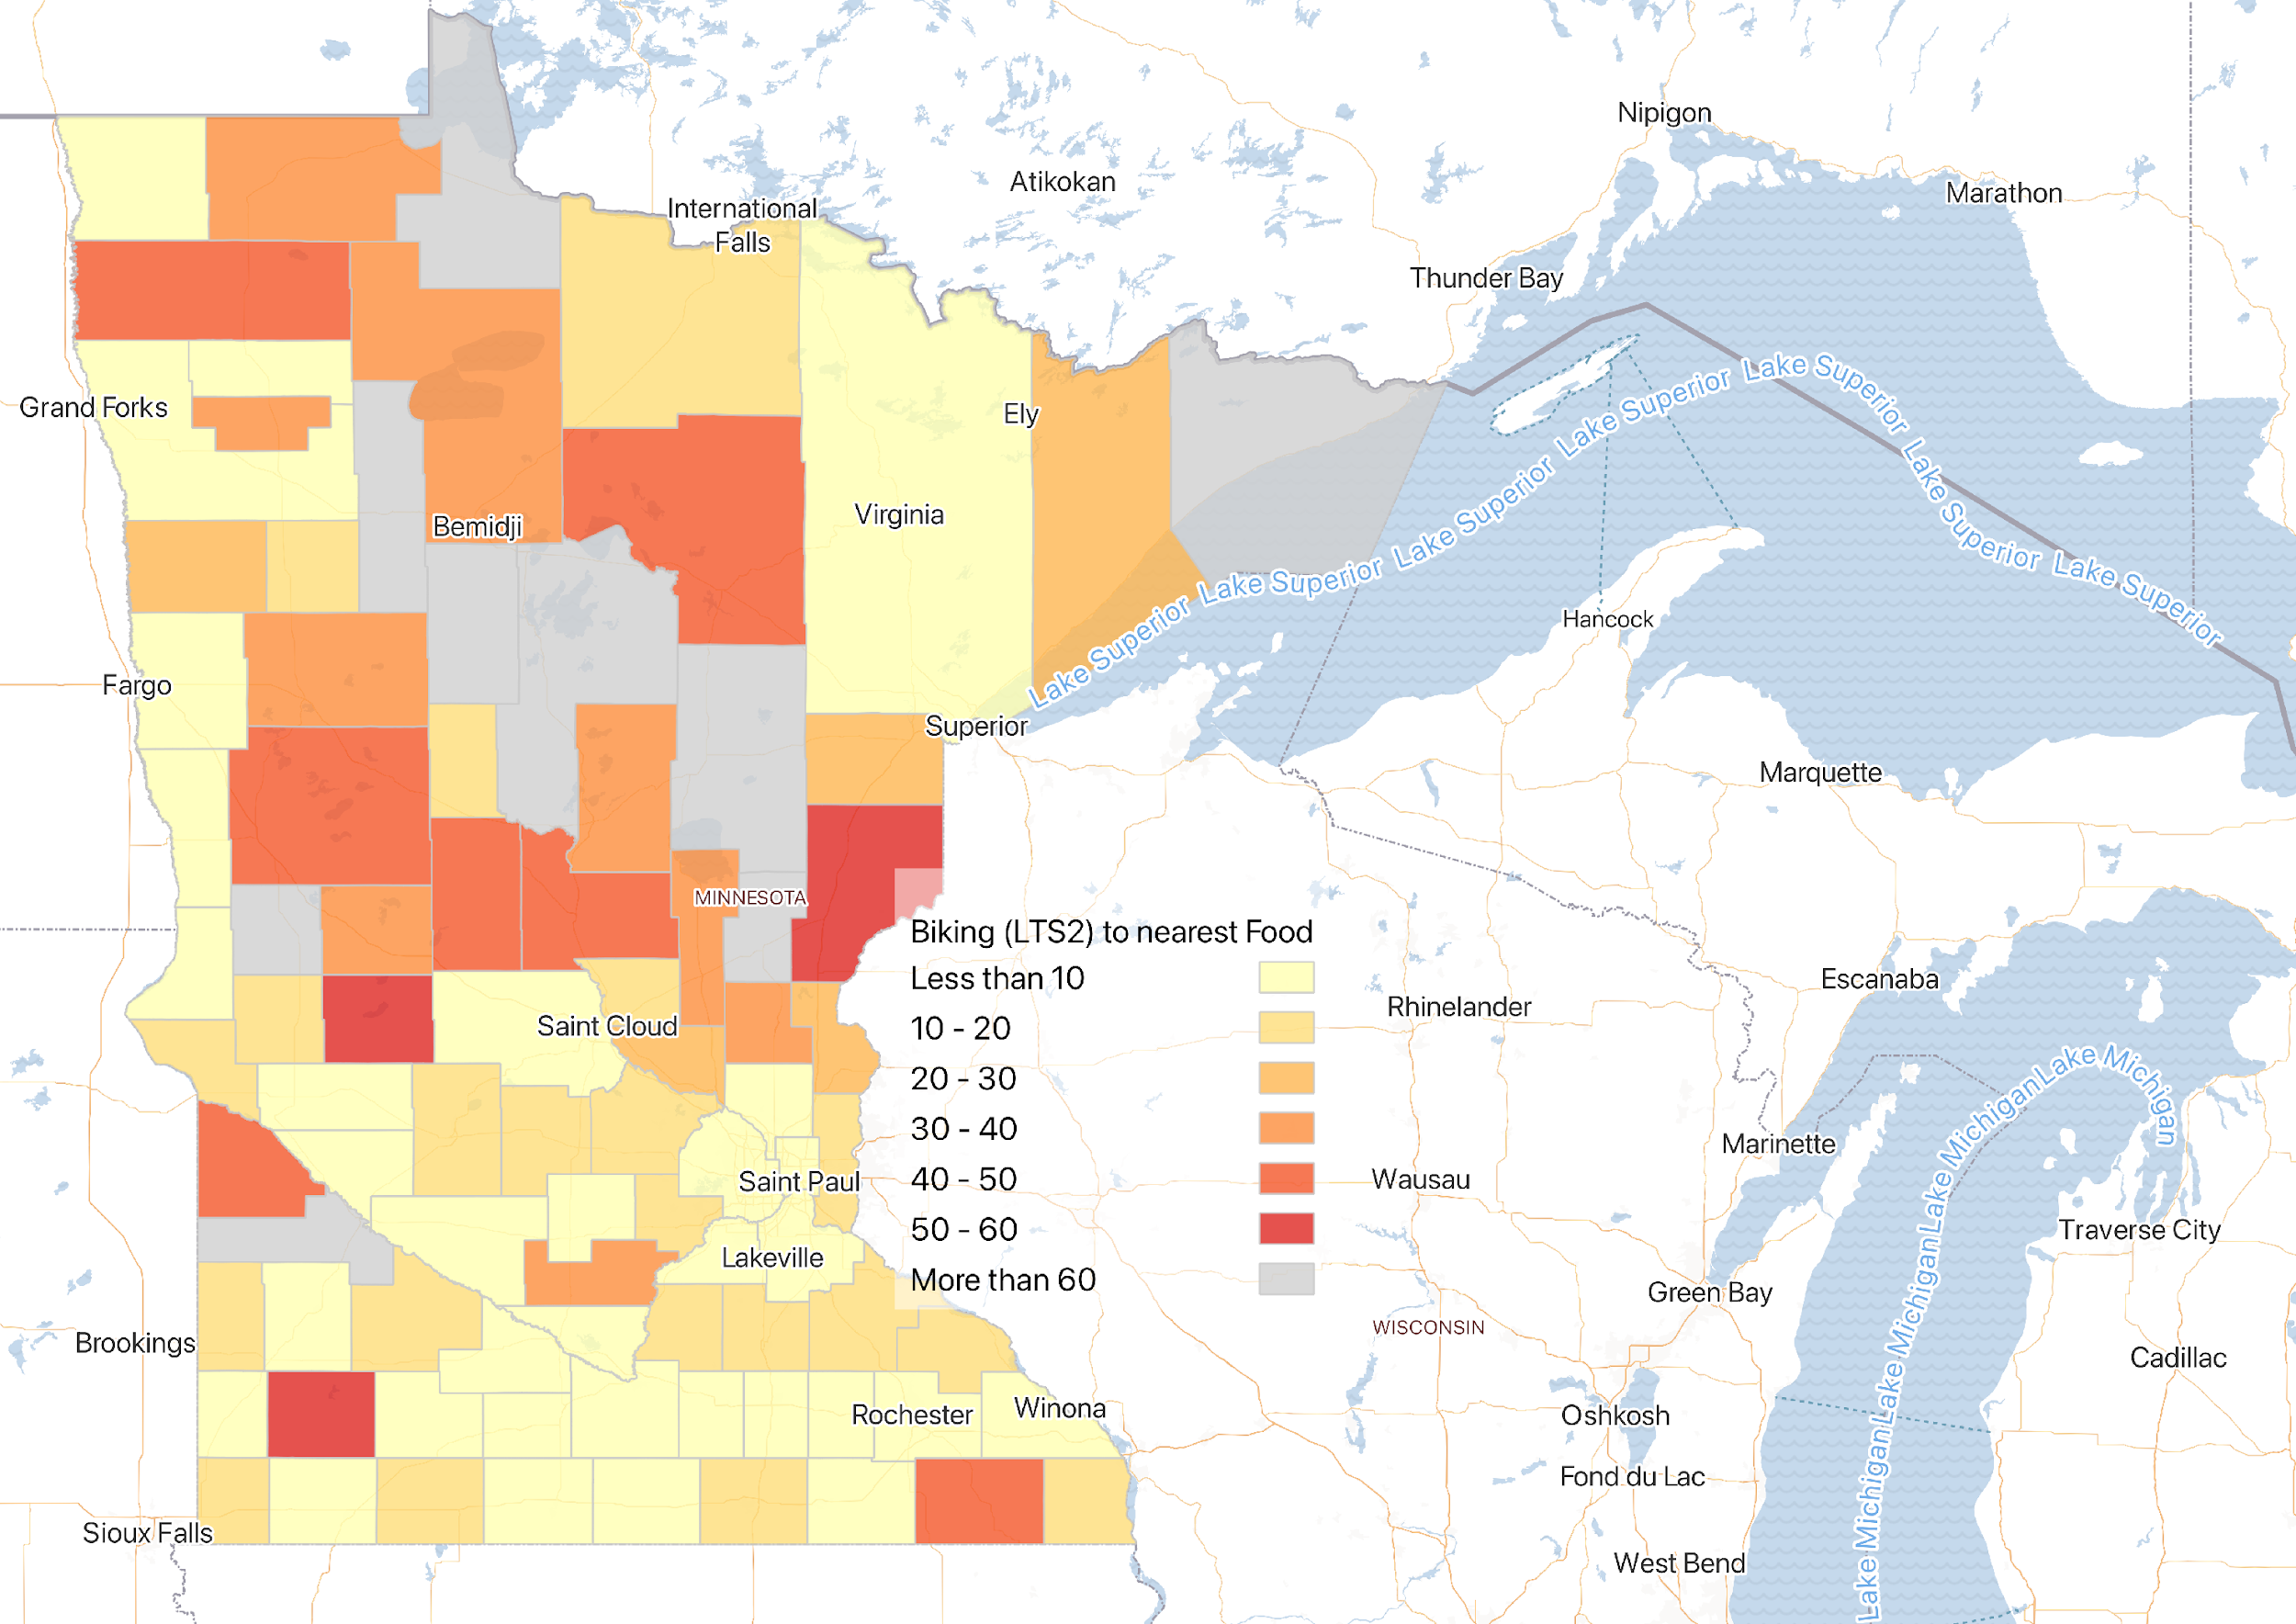 Nipigon
Atikokan
Marathon
International
Falls
Thunder Bay
Lake Superior Lake Superior Lake Superior Lake Superior Lake Superior Lake Superior Lake Superior Lake Superior Lake Superior
Grand Forks
Ely
Virginia
Bemidji
Hancock
Fargo
Superior
Marquette
MINNESOTA
Biking (LTS2) to nearest Food
Less than 10
10 - 20
20 - 30
30 - 40
40 - 50
50 - 60
More than 60
Escanaba
Rhinelander
Saint Cloud
Lake Michigan Lake Michigan Lake Michigan Lake Michigan Lake Michigan Lake Michigan
Marinette
Saint Paul
Wausau
Traverse City
Lakeville
Green Bay
WISCONSIN
Brookings
Cadillac
Rochester
Winona
Oshkosh
Fond du Lac
Sioux Falls
West Bend